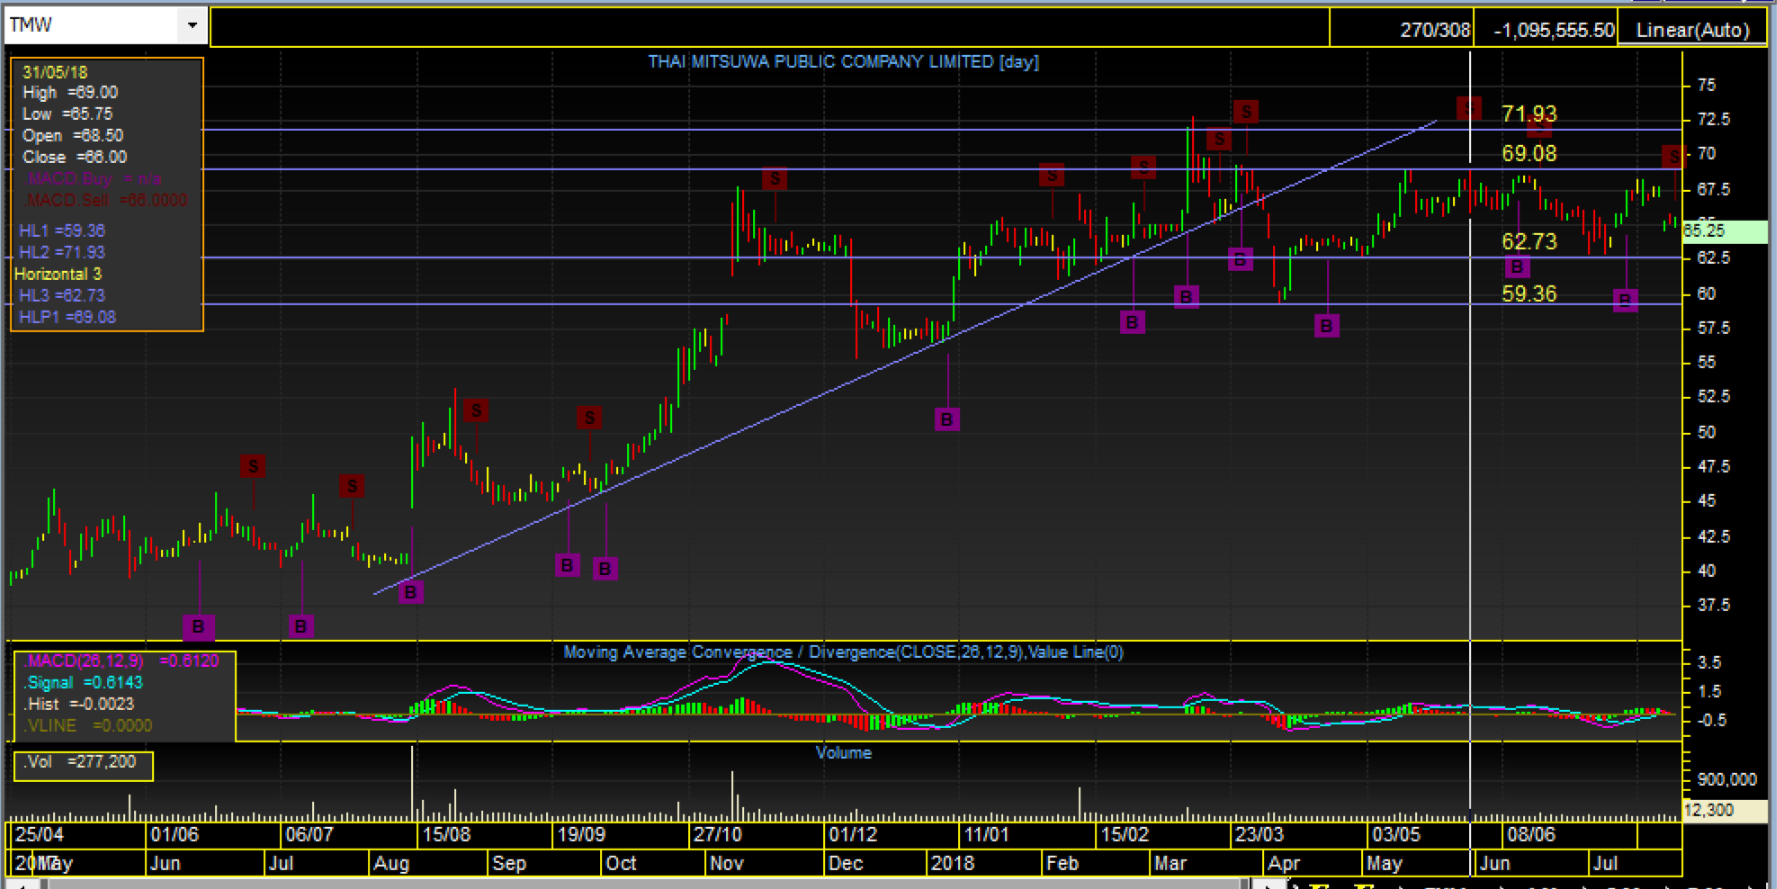 TMW
270/308
-1,095,555.50
Linear(Auto)
THAI MITSUWA PUBLIC COMPANY LIMITED [day]
31/05/18
High =69.00
Low =65.75
Open =68.50
Close =66.00
.MACD.Buy = n/a
.MACD.Sell =66.0000
HL1 =59.36
HL2 =71.93
Horizontal 3
HL3 =62.73
HLP1 =69.08
75
72.5
70
67.5
65.25
62.5
60
57.5
55
52.5
50
47.5
45
42.5
40
37.5
71.93
69.08
62.73
59.36
S S S S S S S S S S S S
B B B B B B B B B B B B
.MACD(26,12,9) =0.6120
.Signal =0.6143
.Hist =-0.0023
.VLINE =0.0000
Moving Average Convergence / Divergence(CLOSE,26,12,9),Value Line(0)
3.5
1.5
-0.5
Volume
.Vol =277,200
900,000
12,300
25/04 01/06 06/07 15/08 19/09 27/10 01/12 11/01 15/02 23/03 03/05 08/06
May Jun Jul Aug Sep Oct Nov Dec 2018 Feb Mar Apr May Jun Jul